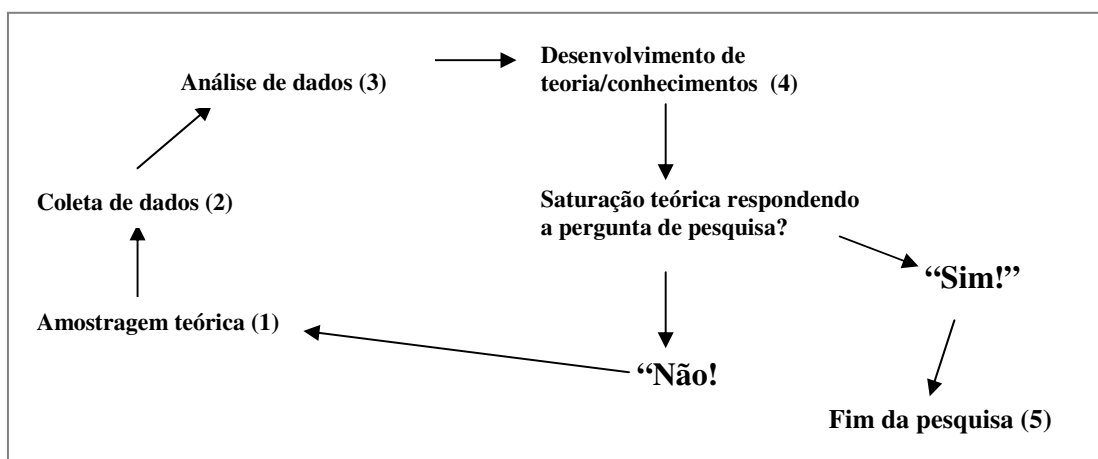 Desenvolvimento de
teoria/conhecimentos (4)
Análise de dados (3)
Coleta de dados (2)
Saturação teórica respondendo
a pergunta de pesquisa?
“Sim!”
Amostragem teórica (1)
“Não!
Fim da pesquisa (5)